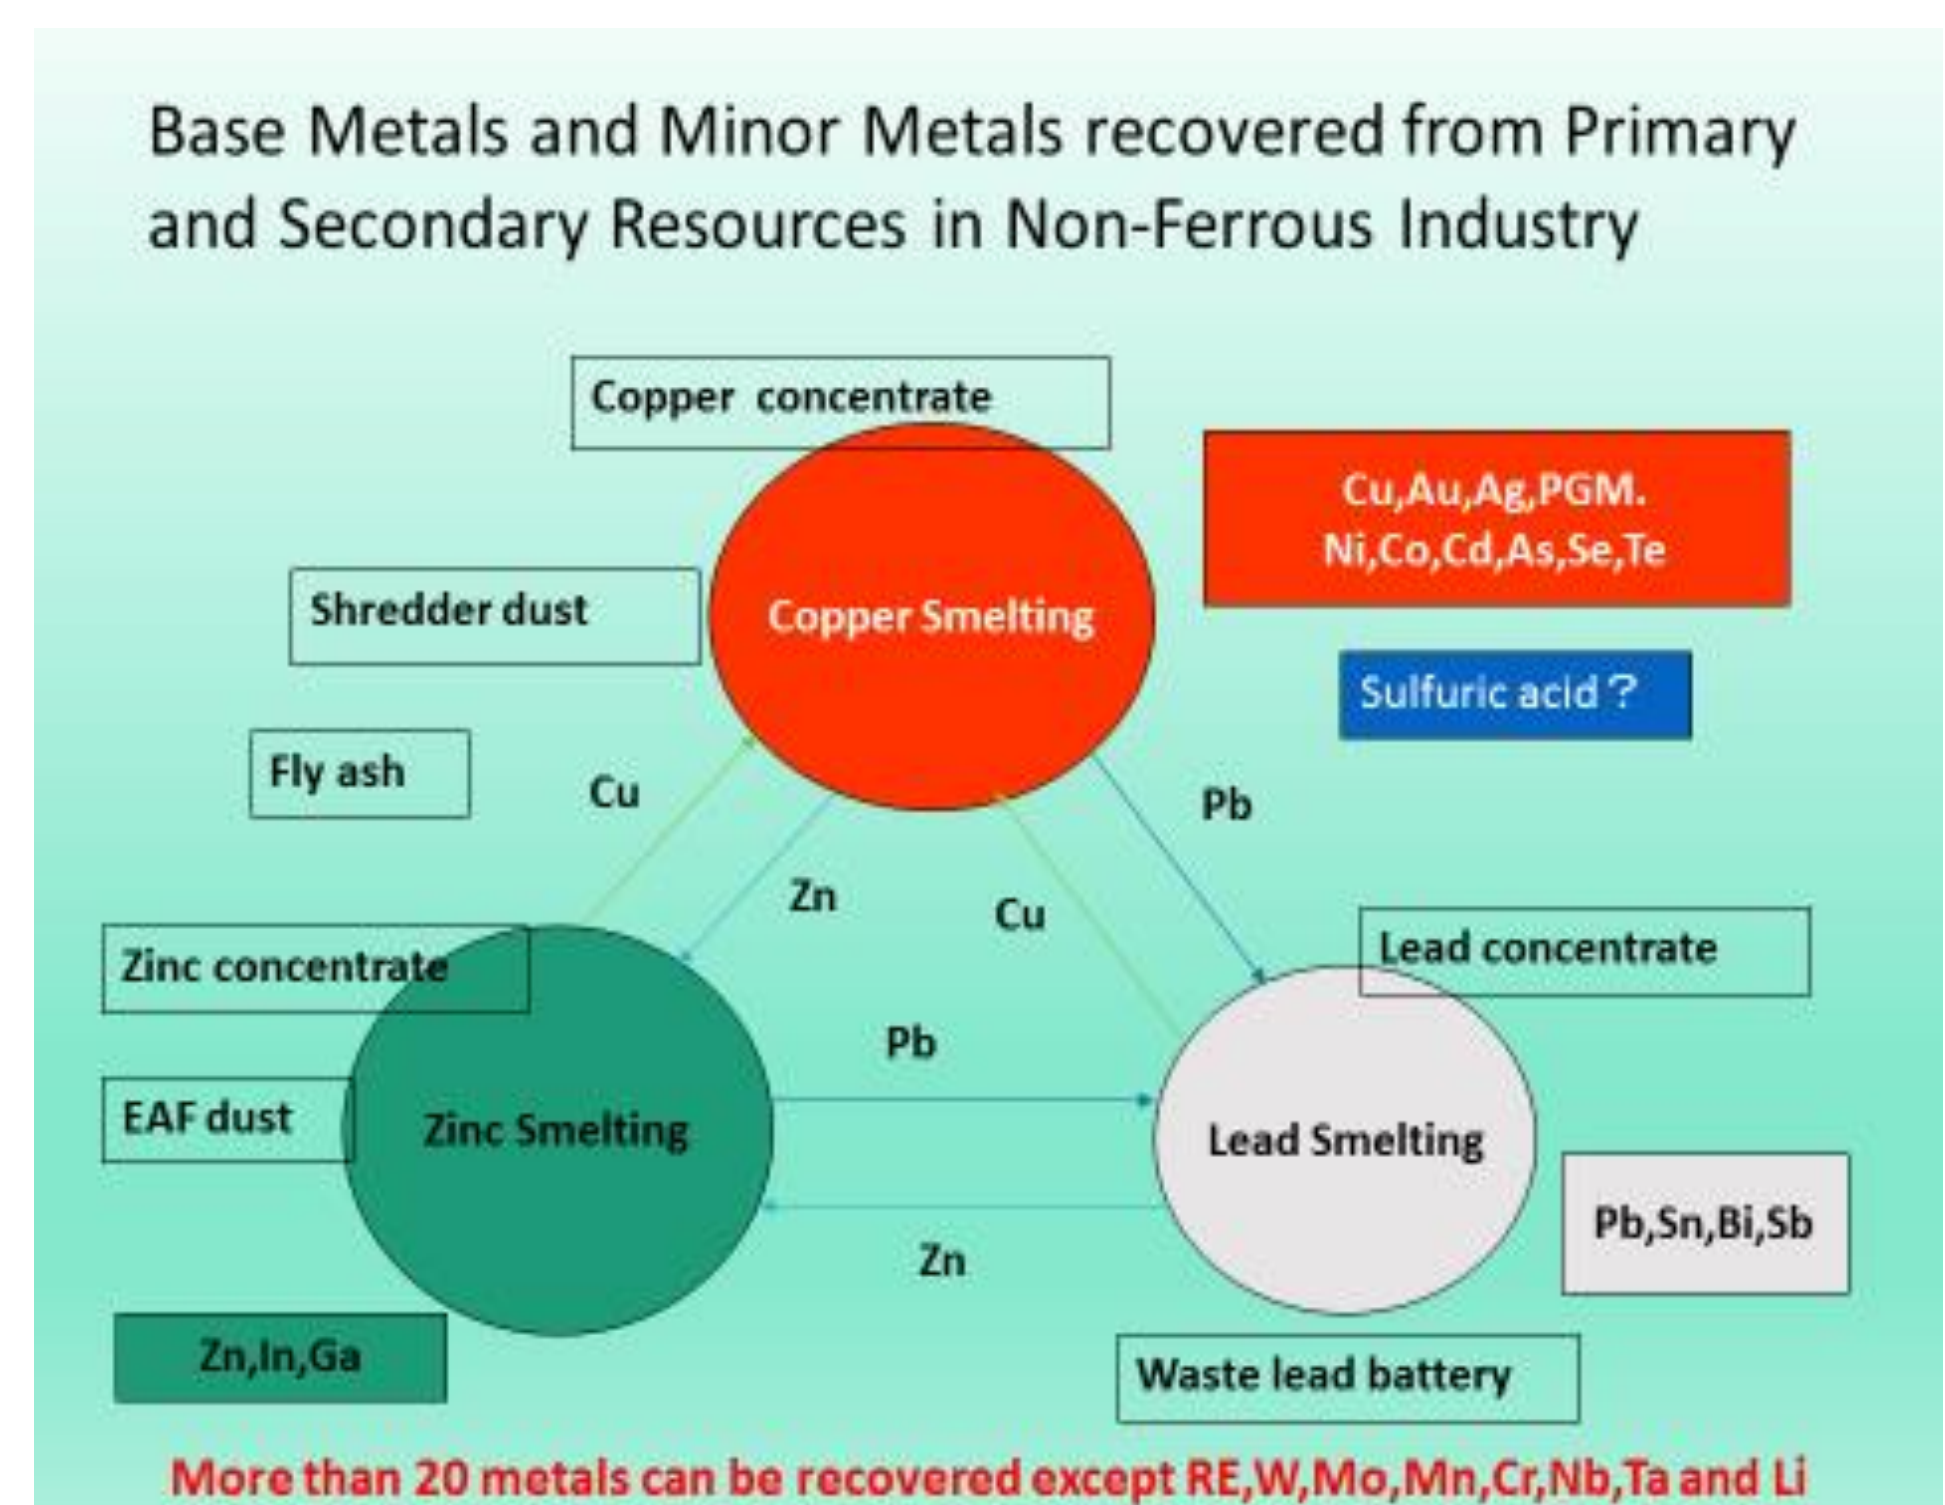 Base Metals and Minor Metals recovered from Primary
and Secondary Resources in Non-Ferrous Industry
Copper concentrate
Cu,Au,Ag,PGM.
Ni,Co,Cd,As,Se,Te
Shredder dust
Copper Smelting
Sulfuric acid？
Fly ash
Cu
Pb
Zn
Cu
Zinc concentrate
Lead concentrate
Pb
EAF dust
Zinc Smelting
Lead Smelting
Pb,Sn,Bi,Sb
Zn
Zn,In,Ga
Waste lead battery
More than 20 metals can be recovered except RE,W,Mo,Mn,Cr,Nb,Ta and Li